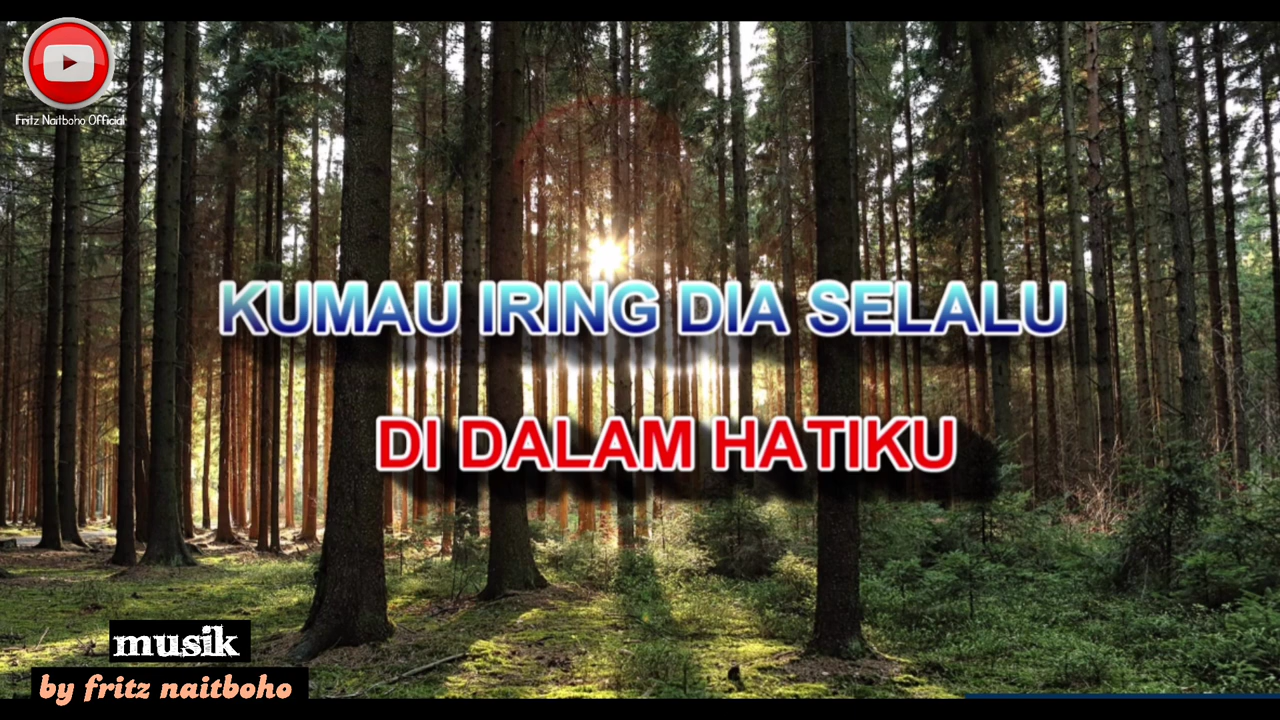 Fritz Naitboho Official
KUMAU IRING DIA SELALU
DI DALAM HATIKU
musik
by fritz naitboho